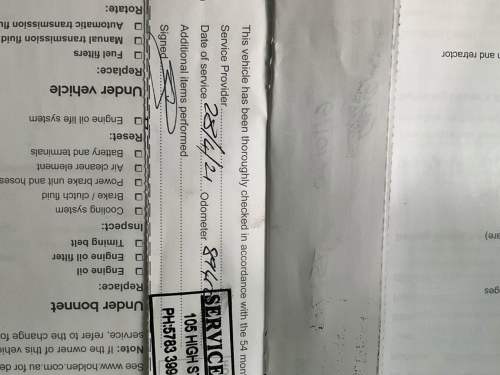 See www.holden.com.au for de
Note: If the owner of this vehic
service, refer to the change fo
Under bonnet
Replace:
Engine oil
Engine oil filter
Timing belt
Inspect:
Cooling system
Brake / clutch fluid
Power brake unit and hoses
Air cleaner element
Battery and terminals
Reset:
Engine oil life system
Under vehicle
Replace:
Fuel filters
Manual transmission fluid
Automatic transmission flu
Rotate:
This vehicle has been thoroughly checked in accordance with the 54 mon
Service Provider
Date of service 28/4/21 Odometer 894
Additional items performed
Signed
SERVICE
105 HIGH S
PH:5783 399
ges
are)
n and retractor